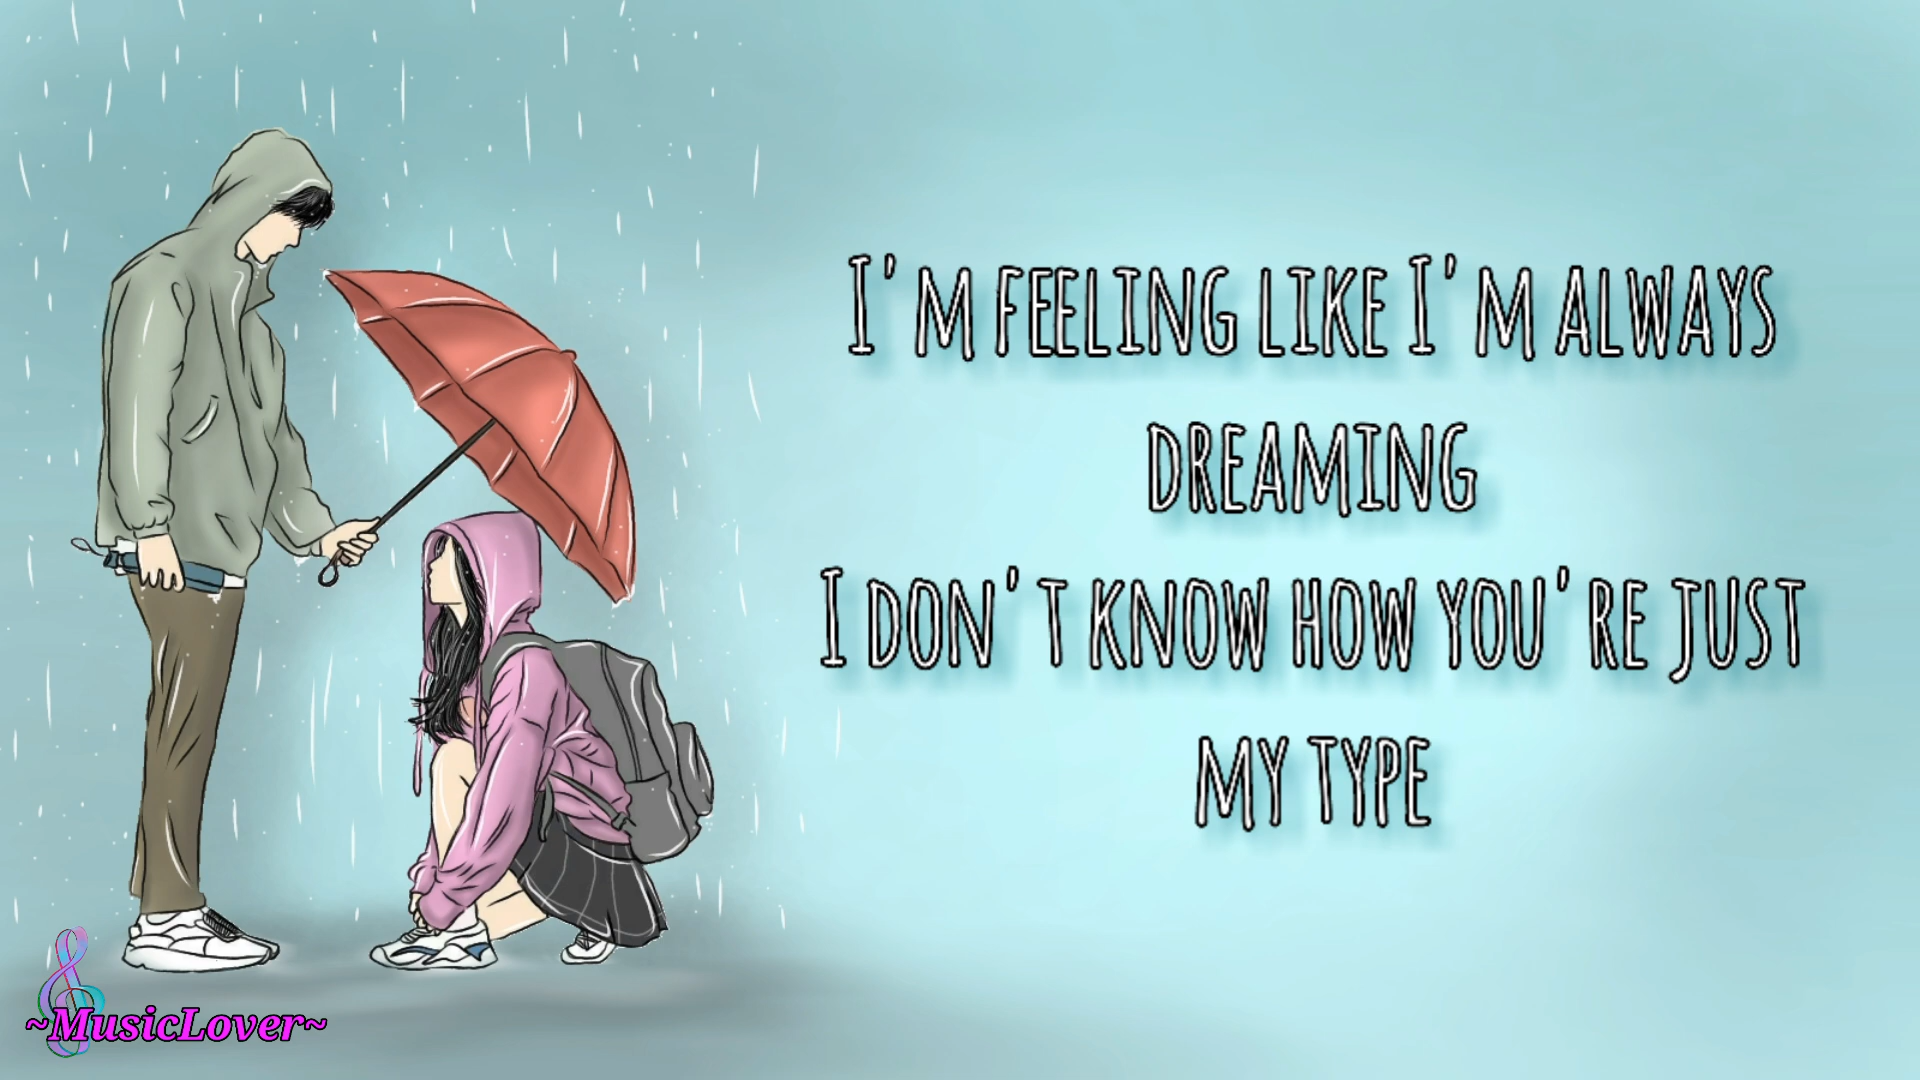 I'm feeling like I'm always
dreaming
I don't know how you're just
my type
~MusicLover~